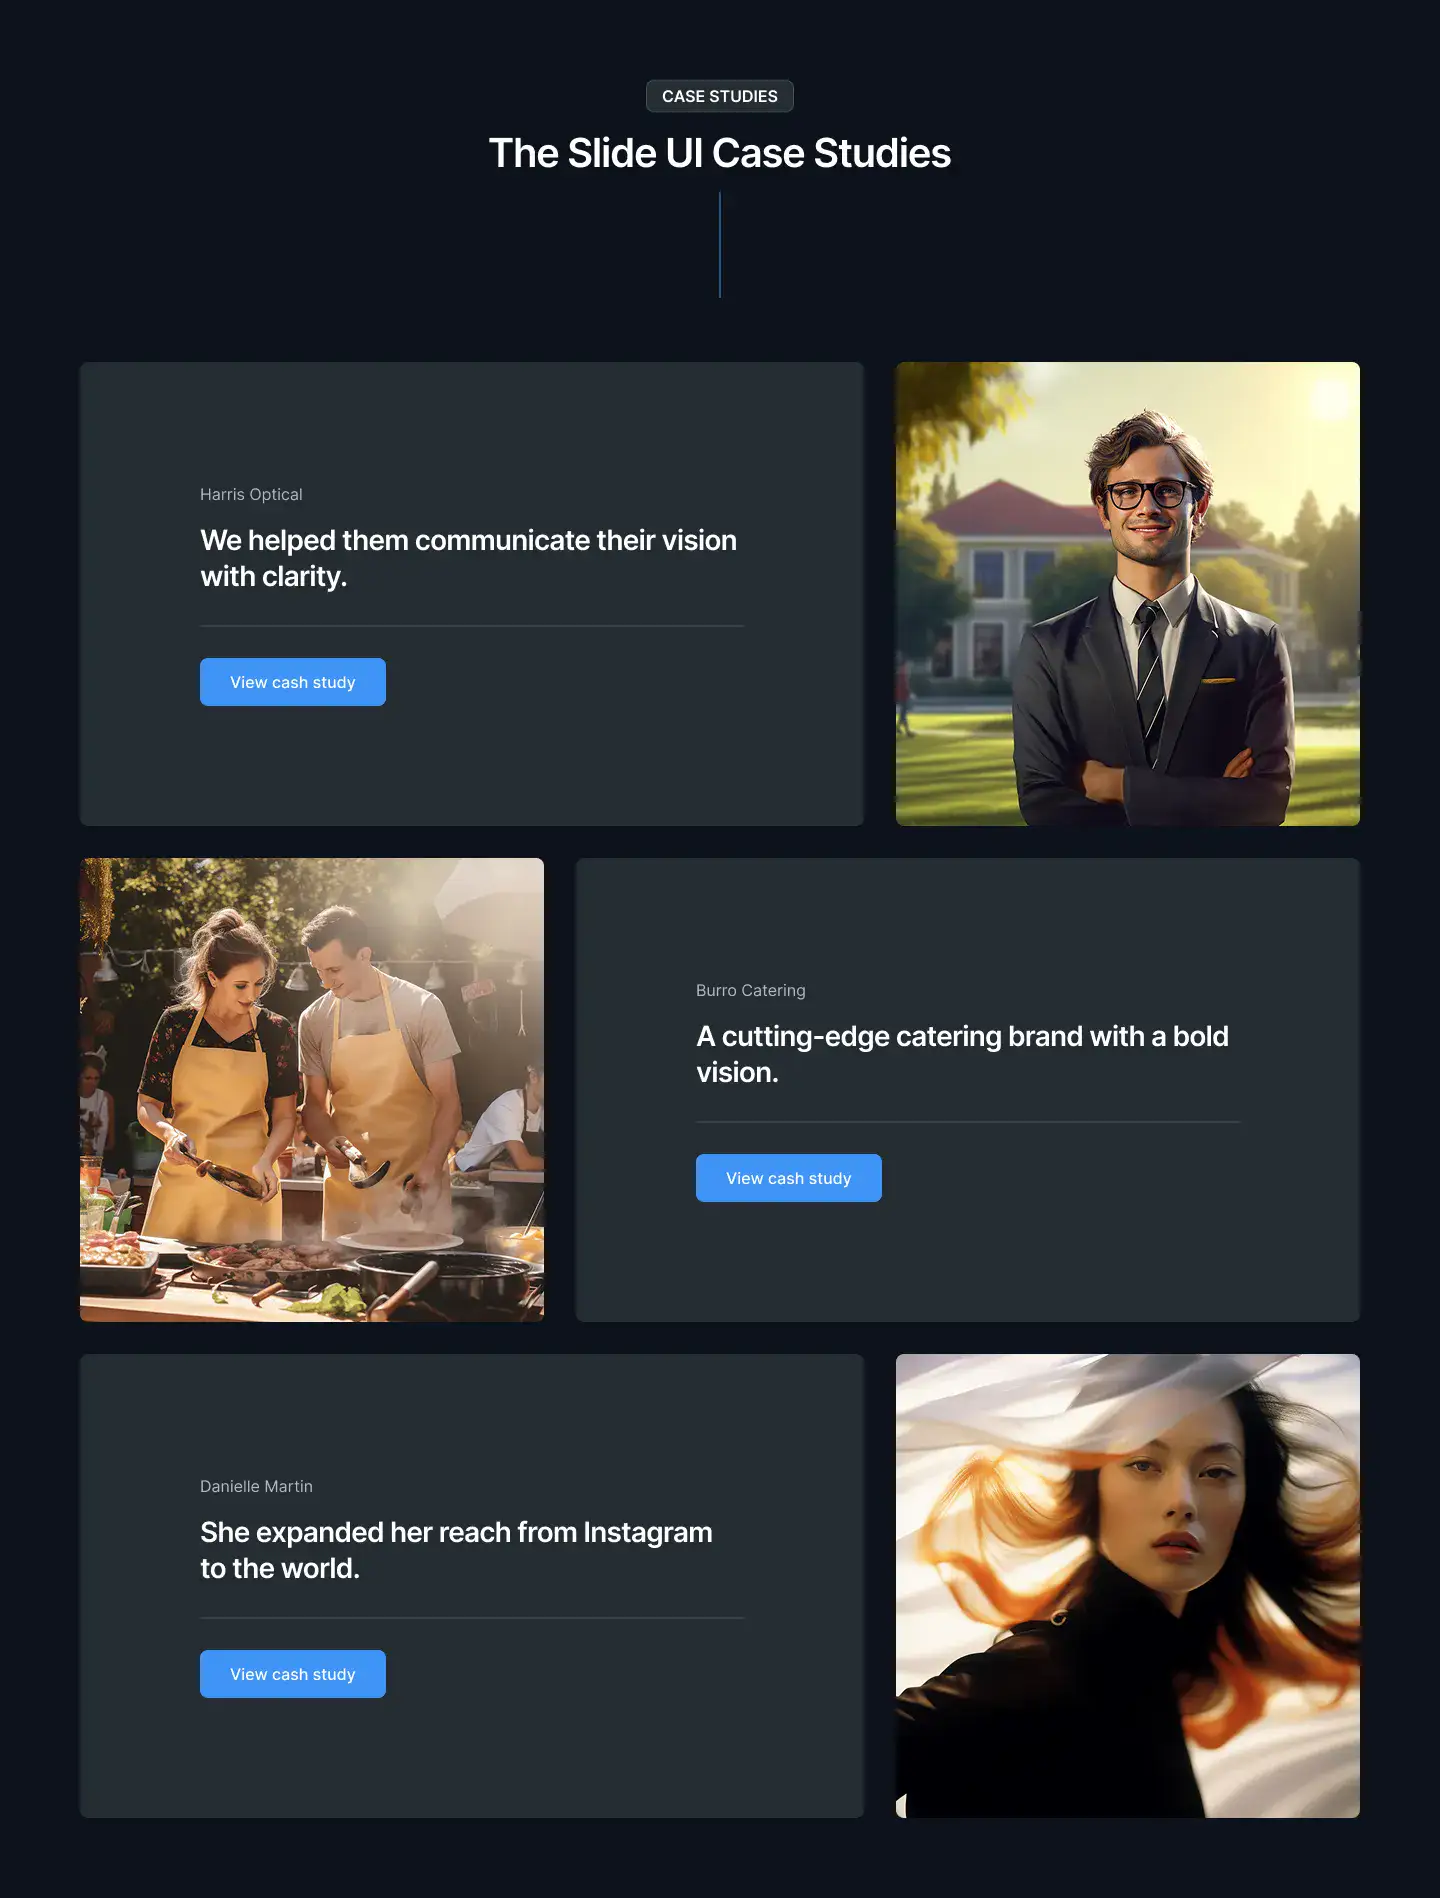 CASE STUDIES
The Slide UI Case Studies
Harris Optical
We helped them communicate their vision
with clarity.
View cash study
Burro Catering
A cutting-edge catering brand with a bold
vision.
View cash study
Danielle Martin
She expanded her reach from Instagram
to the world.
View cash study